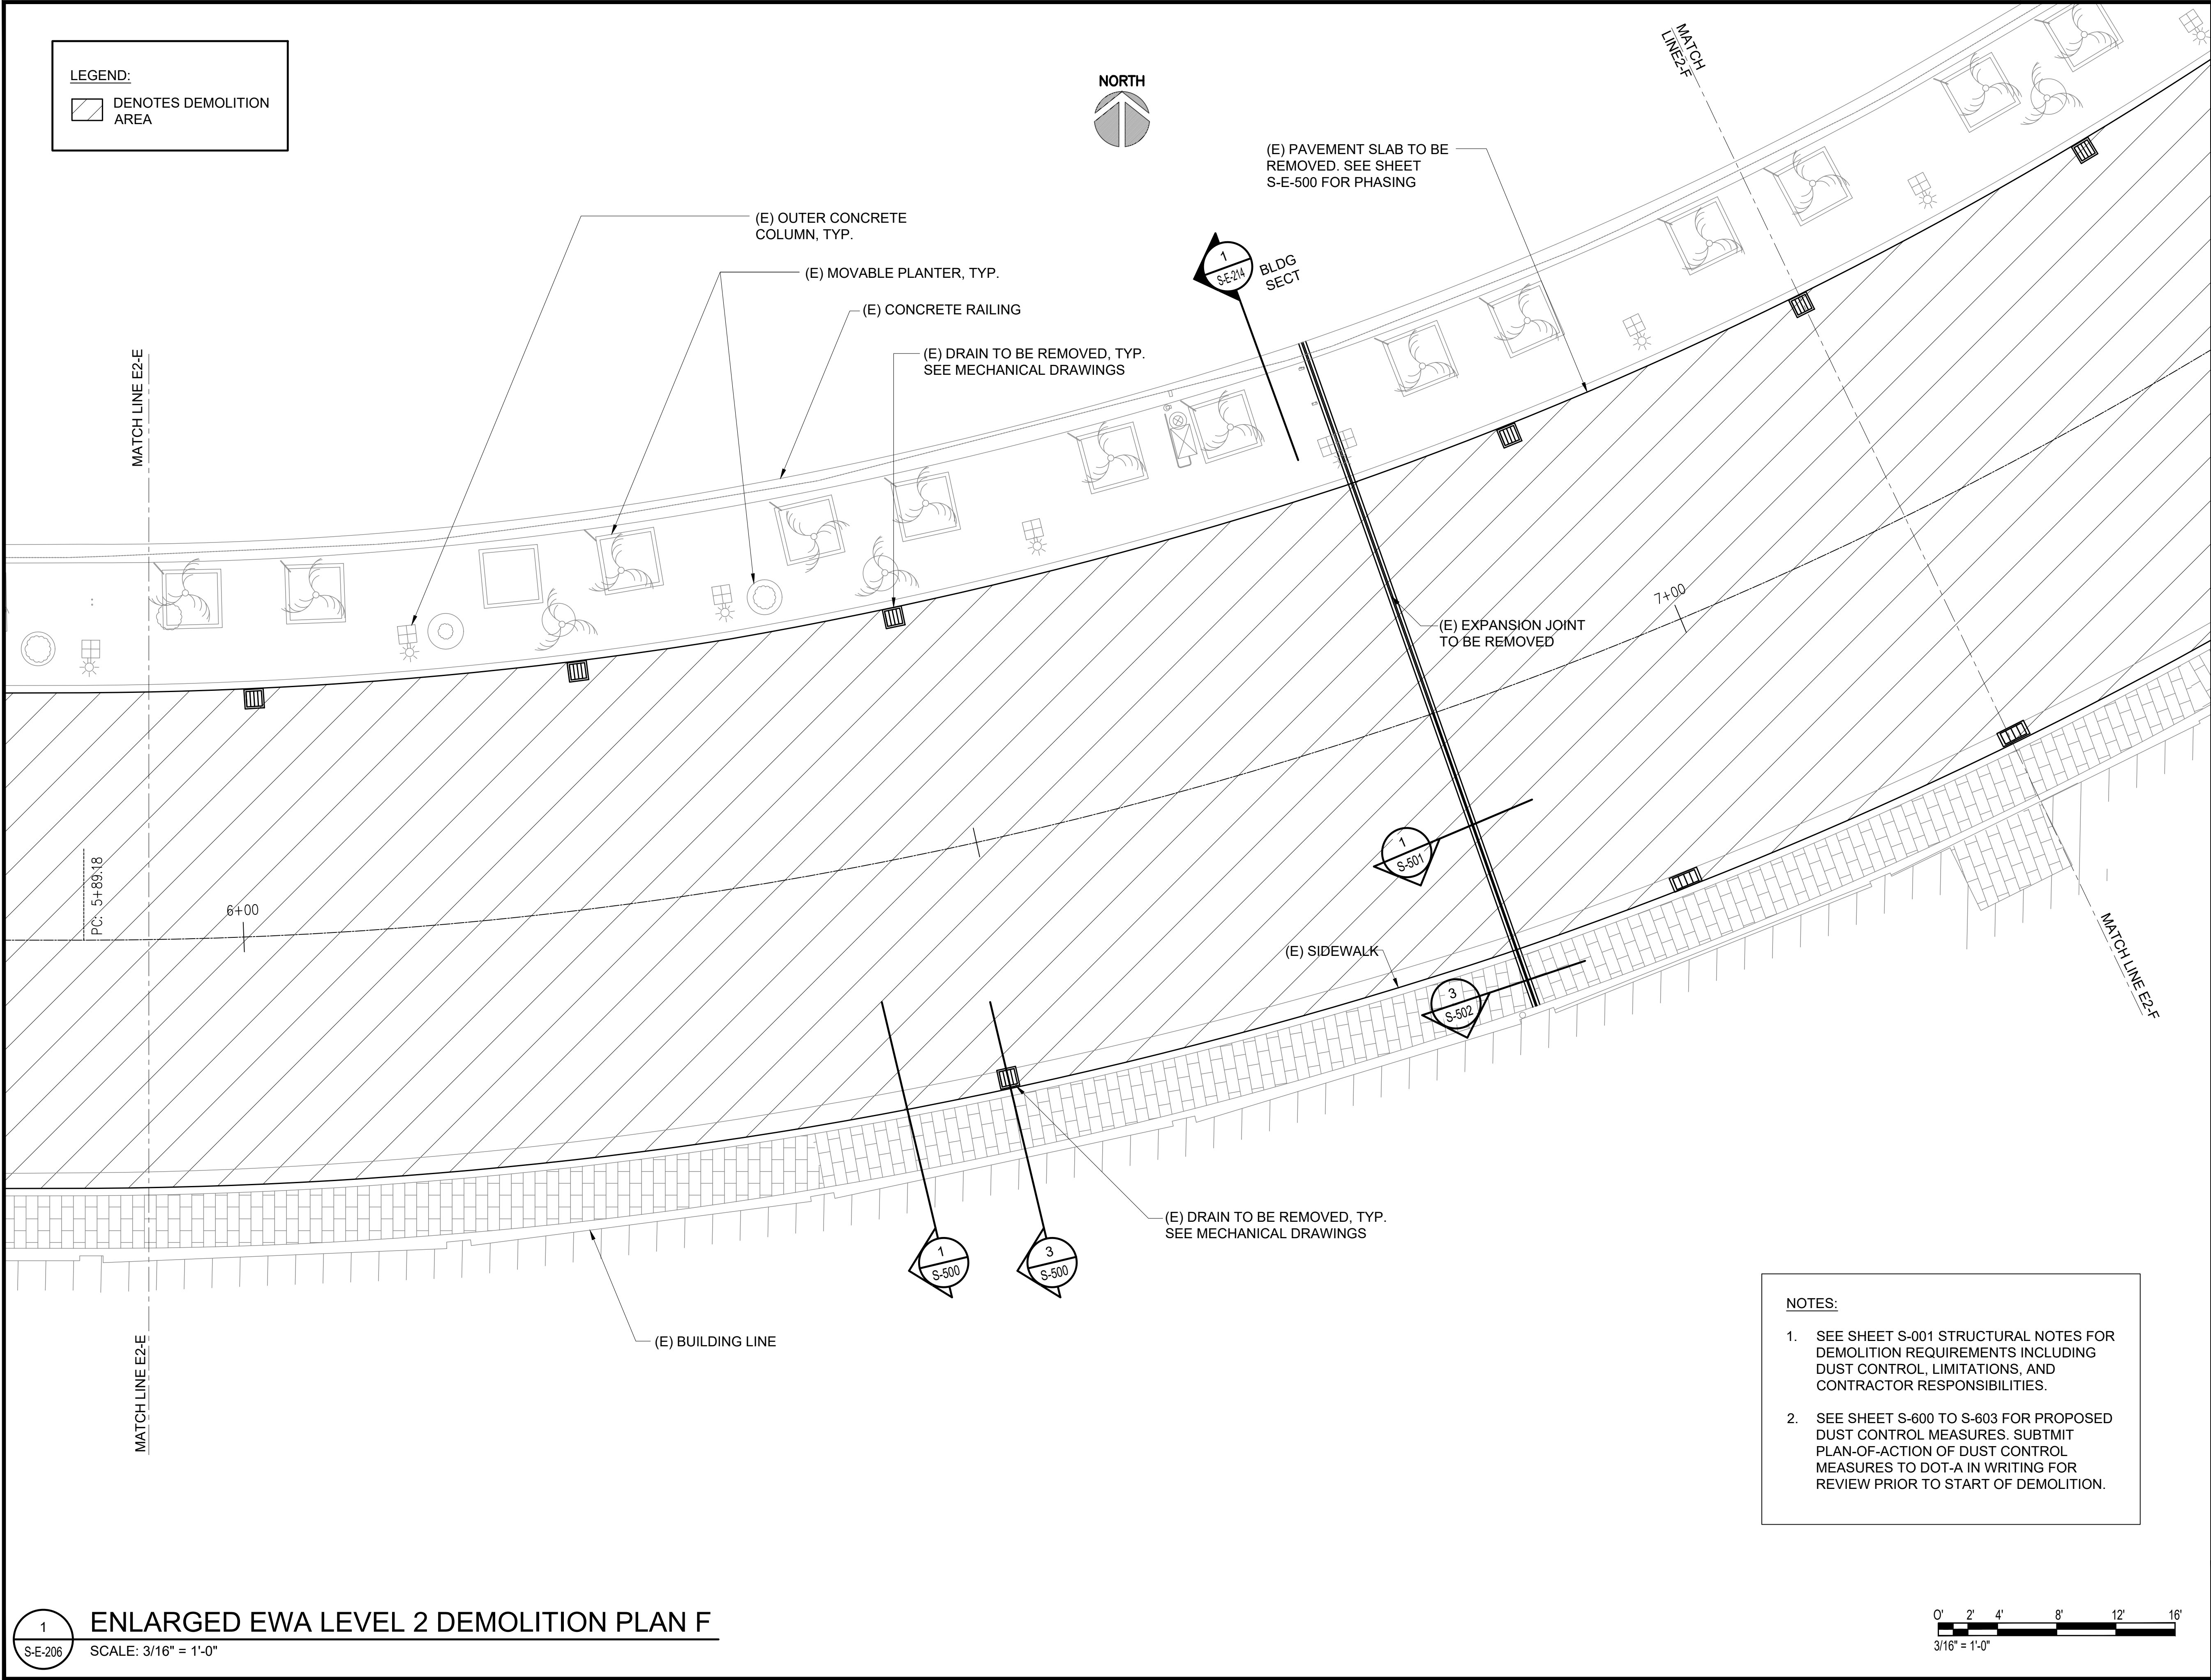 LEGEND:
DENOTES DEMOLITION
AREA
NORTH
MATCH
LINE2-F
(E) PAVEMENT SLAB TO BE
REMOVED. SEE SHEET
S-E-500 FOR PHASING
(E) OUTER CONCRETE
COLUMN, TYP.
(E) MOVABLE PLANTER, TYP.
1
S-E-214
BLDG
SECT
(E) CONCRETE RAILING
(E) DRAIN TO BE REMOVED, TYP.
SEE MECHANICAL DRAWINGS
MATCH LINE E2-E
7+00
(E) EXPANSION JOINT
TO BE REMOVED
1
S-501
PC: 5+89.18
6+00
(E) SIDEWALK
3
S-502
MATCH LINE E2-F
(E) DRAIN TO BE REMOVED, TYP.
SEE MECHANICAL DRAWINGS
1
S-500
3
S-500
(E) BUILDING LINE
MATCH LINE E2-E
NOTES:
1. SEE SHEET S-001 STRUCTURAL NOTES FOR
DEMOLITION REQUIREMENTS INCLUDING
DUST CONTROL, LIMITATIONS, AND
CONTRACTOR RESPONSIBILITIES.
2. SEE SHEET S-600 TO S-603 FOR PROPOSED
DUST CONTROL MEASURES. SUBTMIT
PLAN-OF-ACTION OF DUST CONTROL
MEASURES TO DOT-A IN WRITING FOR
REVIEW PRIOR TO START OF DEMOLITION.
1
S-E-206
ENLARGED EWA LEVEL 2 DEMOLITION PLAN F
SCALE: 3/16" = 1'-0"
0' 2' 4' 8' 12' 16'
3/16" = 1'-0"